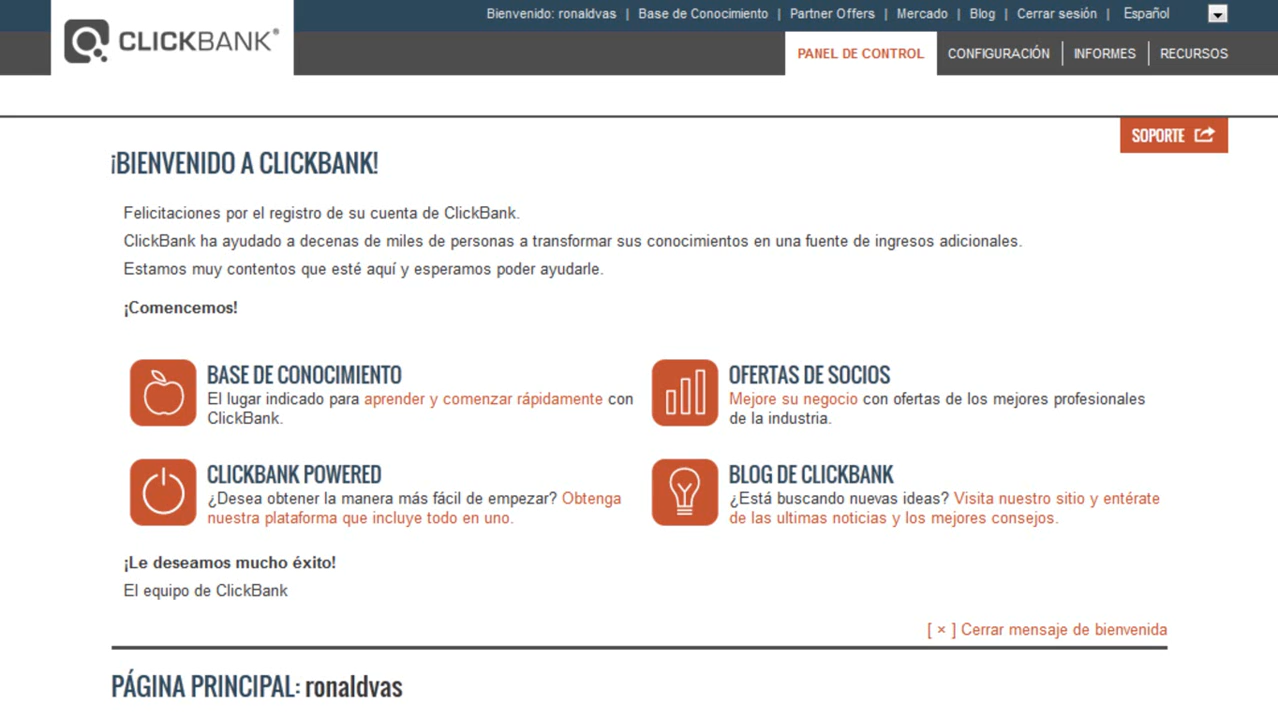 Bienvenido: ronaldvas | Base de Conocimiento | Partner Offers | Mercado | Blog | Cerrar sesión | Español
CLICKBANK®
PANEL DE CONTROL CONFIGURACIÓN INFORMES RECURSOS
SOPORTE
¡BIENVENIDO A CLICKBANK!
Felicitaciones por el registro de su cuenta de ClickBank.
ClickBank ha ayudado a decenas de miles de personas a transformar sus conocimientos en una fuente de ingresos adicionales.
Estamos muy contentos que esté aquí y esperamos poder ayudarle.
¡Comencemos!
BASE DE CONOCIMIENTO
El lugar indicado para aprender y comenzar rápidamente con
ClickBank.
OFERTAS DE SOCIOS
Mejore su negocio con ofertas de los mejores profesionales
de la industria.
CLICKBANK POWERED
¿Desea obtener la manera más fácil de empezar? Obtenga
nuestra plataforma que incluye todo en uno.
BLOG DE CLICKBANK
¿Está buscando nuevas ideas? Visita nuestro sitio y entérate
de las ultimas noticias y los mejores consejos.
¡Le deseamos mucho éxito!
El equipo de ClickBank
[ × ] Cerrar mensaje de bienvenida
PÁGINA PRINCIPAL: ronaldvas